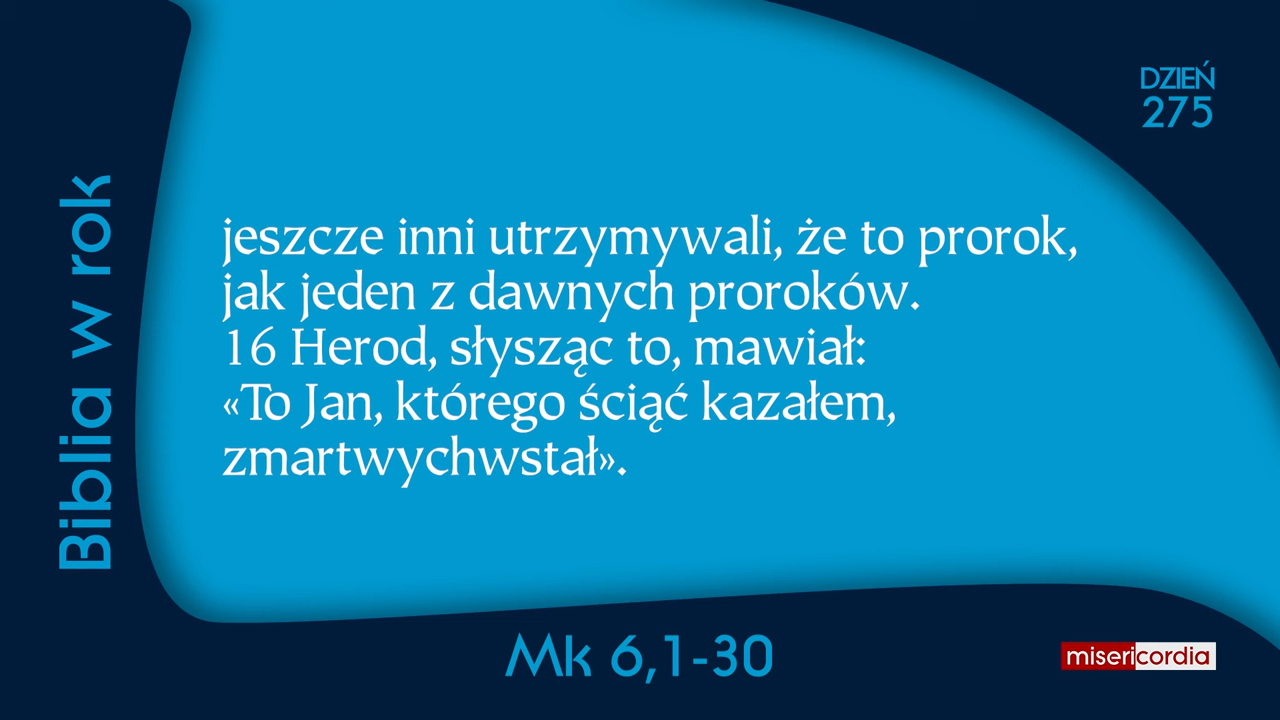 DZIEŃ
275
Biblia w rok
jeszcze inni utrzymywali, że to prorok,
jak jeden z dawnych proroków.
16 Herod, słysząc to, mawiał:
«To Jan, którego ściąć kazałem,
zmartwychwstał».
Mk 6,1-30
misericordia